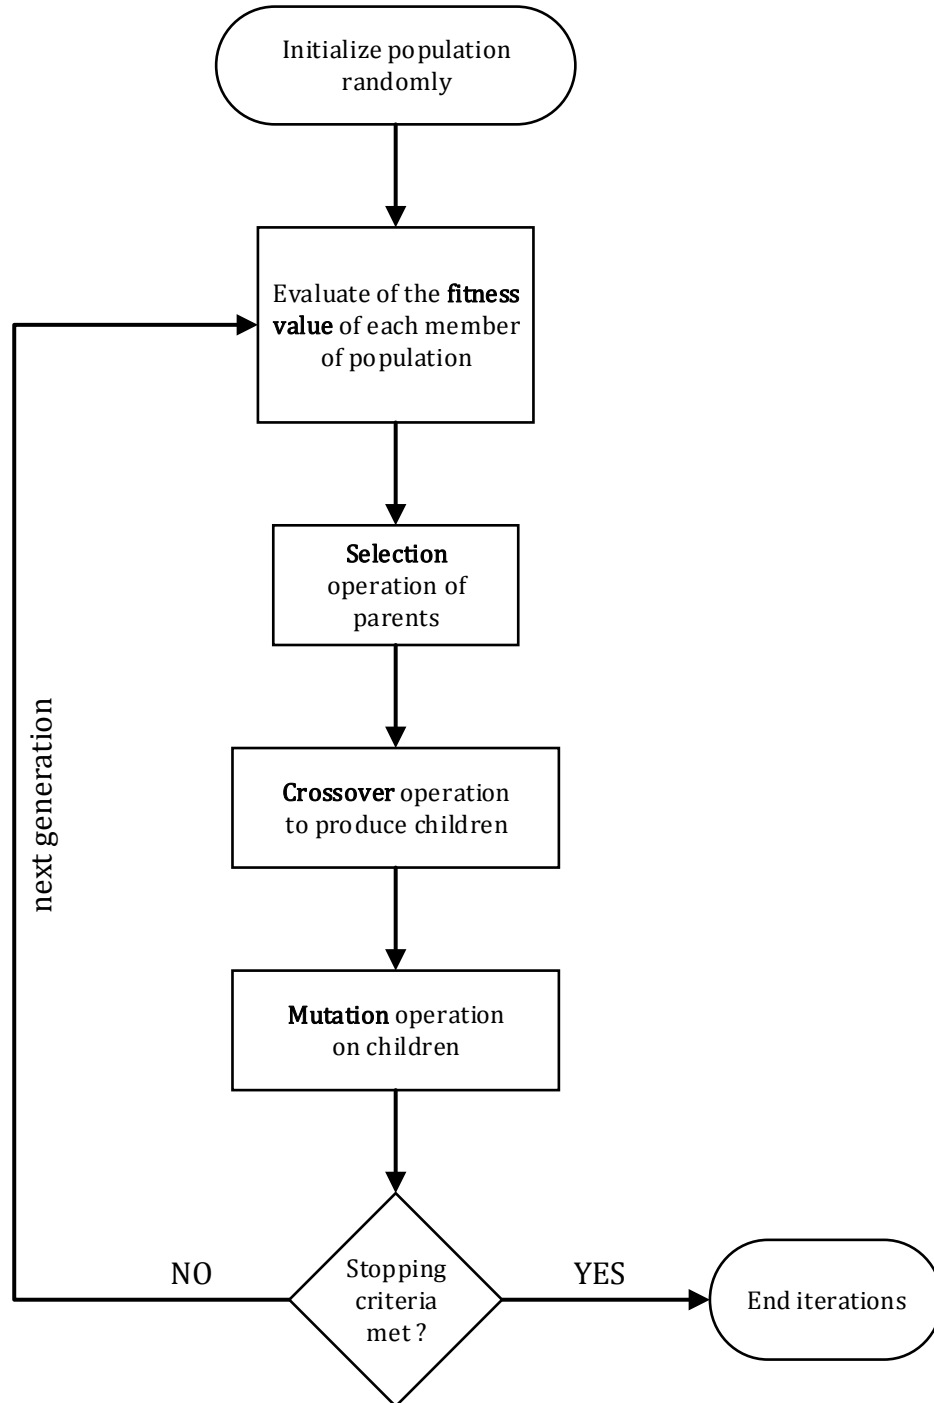 Initialize population
randomly
Evaluate of the fitness
value of each member
of population
Selection
operation of
parents
Crossover operation
to produce children
Mutation operation
on children
next generation
Stopping
criteria
met ?
NO
YES
End iterations